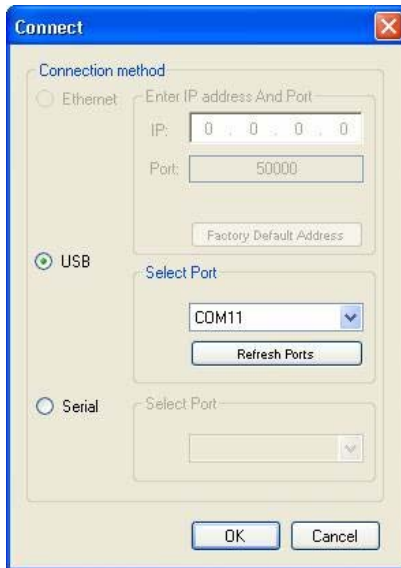 Connect
Connection method
Ethernet
Enter IP address And Port
IP: 0 . 0 . 0 . 0
Port: 50000
Factory Default Address
USB
Select Port
COM11
Refresh Ports
Serial
Select Port
OK Cancel